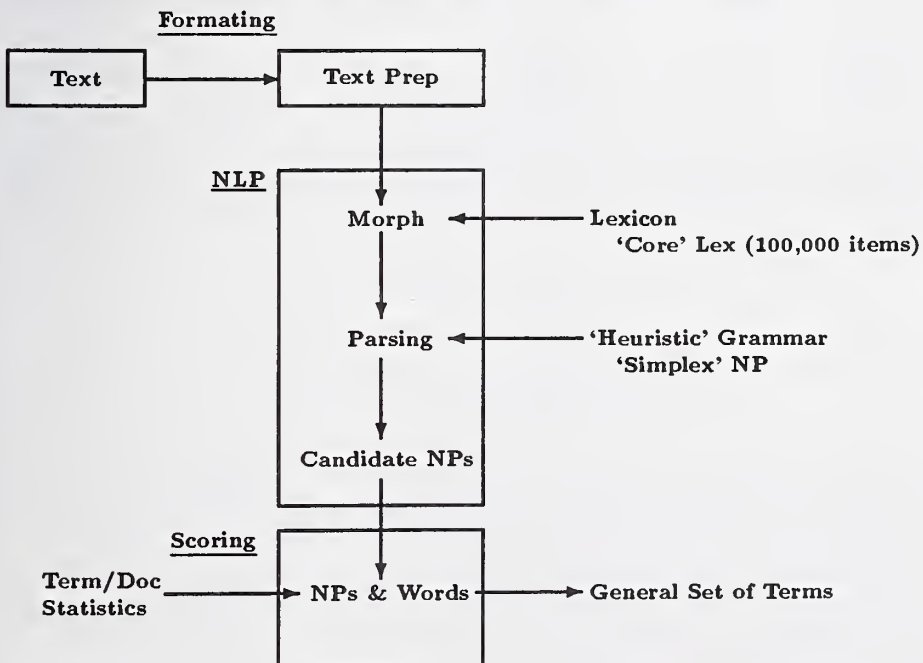 Formating
Text
Text Prep
NLP
Morph
Lexicon
‘Core’ Lex (100,000 items)
Parsing
‘Heuristic’ Grammar
‘Simplex’ NP
Candidate NPs
Scoring
Term/Doc
Statistics
NPs & Words
General Set of Terms